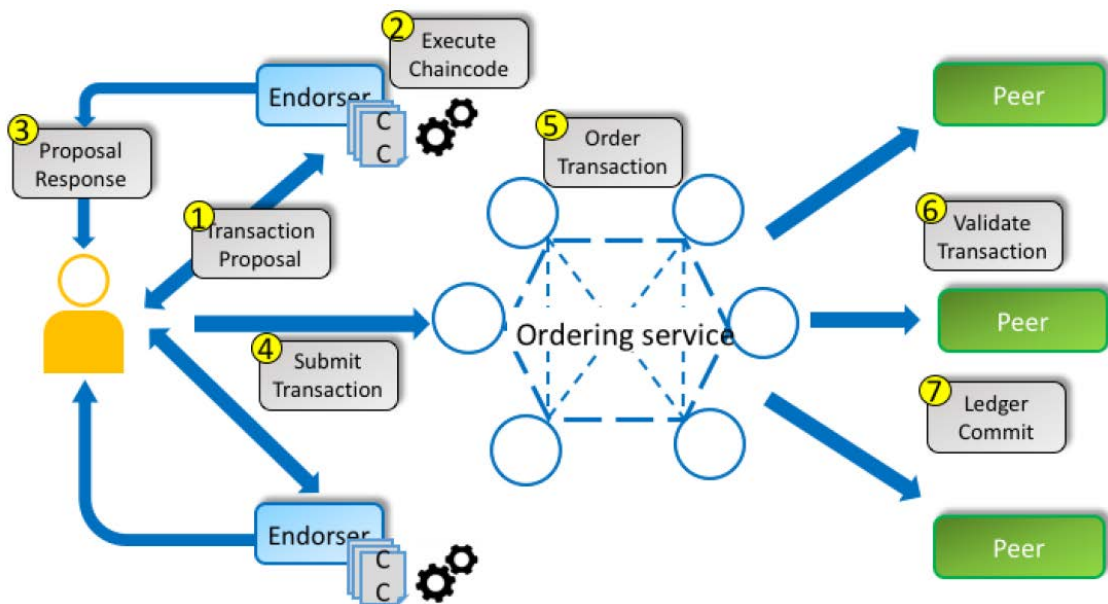 2
Execute
Chaincode
Endorser
C
C
3
Proposal
Response
1
Transaction
Proposal
4
Submit
Transaction
Endorser
C
C
5
Order
Transaction
Ordering service
Peer
6
Validate
Transaction
Peer
7
Ledger
Commit
Peer